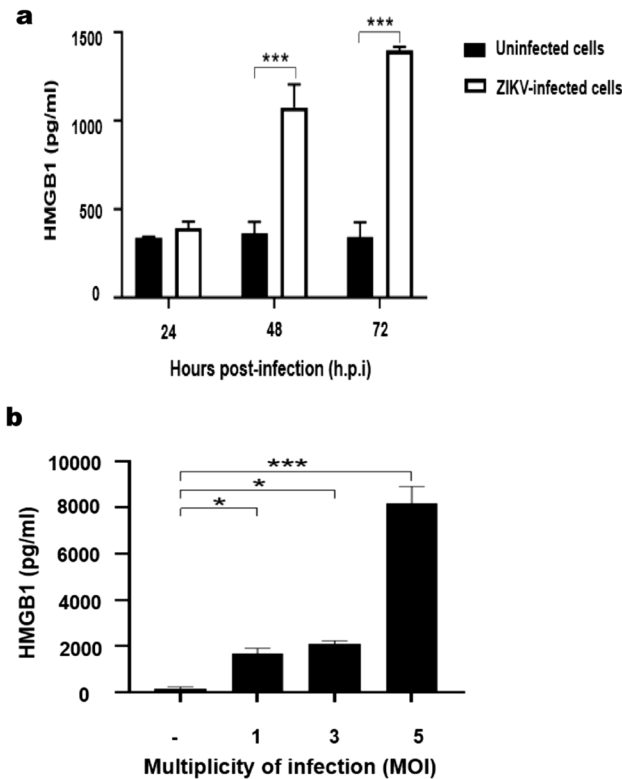 a
1500
1000
500
0
HMGB1 (pg/ml)
***
***
Uninfected cells
ZIKV-infected cells
24 48 72
Hours post-infection (h.p.i)
b
10000
8000
6000
4000
2000
0
HMGB1 (pg/ml)
***
*
*
- 1 3 5
Multiplicity of infection (MOI)